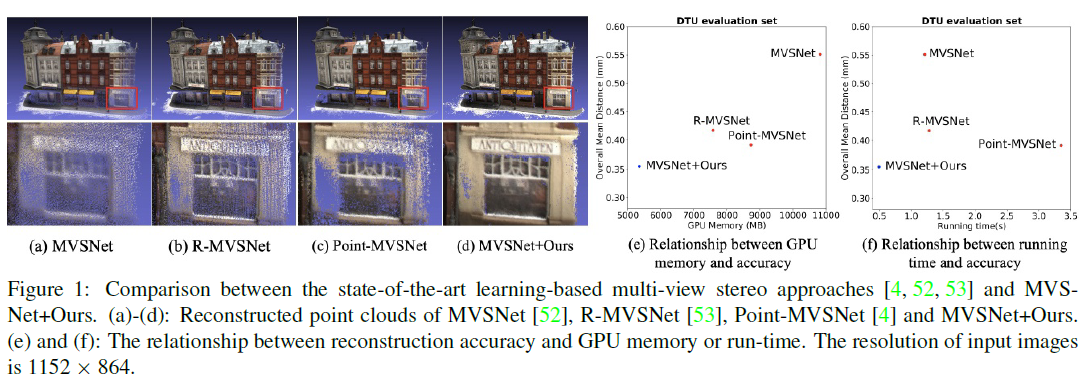 ANTIQUITATEN
(a) MVSNet
(b) R-MVSNet
(c) Point-MVSNet
(d) MVSNet+Ours
DTU evaluation set
Overall Mean Distance (mm)
0.60
0.55
0.50
0.45
0.40
0.35
0.30
MVSNet
R-MVSNet
Point-MVSNet
MVSNet+Ours
5000 6000 7000 8000 9000 10000 11000
GPU Memory (MB)
(e) Relationship between GPU
memory and accuracy
DTU evaluation set
Overall Mean Distance (mm)
0.60
0.55
0.50
0.45
0.40
0.35
0.30
MVSNet
R-MVSNet
Point-MVSNet
MVSNet+Ours
0.5 1.0 1.5 2.0 2.5 3.0 3.5
Running time(s)
(f) Relationship between running
time and accuracy
Figure 1: Comparison between the state-of-the-art learning-based multi-view stereo approaches [4, 52, 53] and MVS-
Net+Ours. (a)-(d): Reconstructed point clouds of MVSNet [52], R-MVSNet [53], Point-MVSNet [4] and MVSNet+Ours.
(e) and (f): The relationship between reconstruction accuracy and GPU memory or run-time. The resolution of input images
is 1152 × 864.